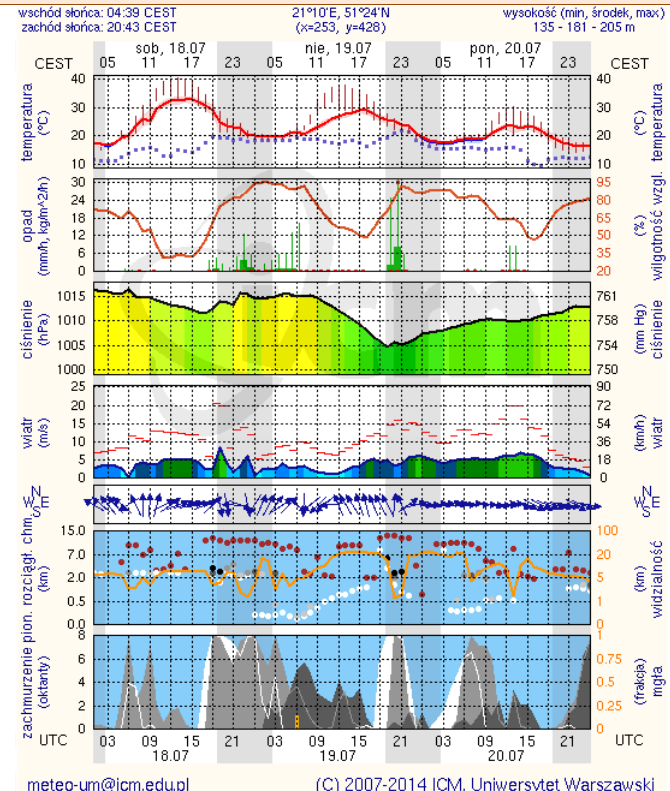 wschód słońca: 04:39 CEST 21°10'E, 51°24'N wysokość (min, środek, max)
zachód słońca: 20:43 CEST (x=253, y=428) 135 - 181 - 205 m
sob, 18.07 nie, 19.07 pon, 20.07
CEST 05 11 23 05 11 23 05 11 23 CEST
temperatura (°C)
40 30 20 10
40 30 20 10
(°C) temperatura
opad (mm/h, kg/m^2/h)
30 24 18 12 6 0
95 80 65 50 35 20
(%) wilgotność wzgl.
ciśnienie (hPa)
1015 1010 1005 1000
761 758 754 750
(mm Hg) ciśnienie
wiatr (m/s)
25 20 15 10 5 0
90 72 54 36 18 0
(km/h) wiatr
N W E S
N W E S
pion. rozciągł. chm. (km)
15.0 7.0 2.0 0.5 0.0
100 20 5 1 0
(km) widzialność
zachmurzenie (oktanty)
8 6 4 2 0
1 0.75 0.5 0.25 0
(frakcja) mgła
UTC 03 09 21 03 09 15 21 03 09 15 21 UTC
18.07 19.07 20.07
meteo-um@icm.edu.pl (C) 2007-2014 ICM, Uniwersytet Warszawski